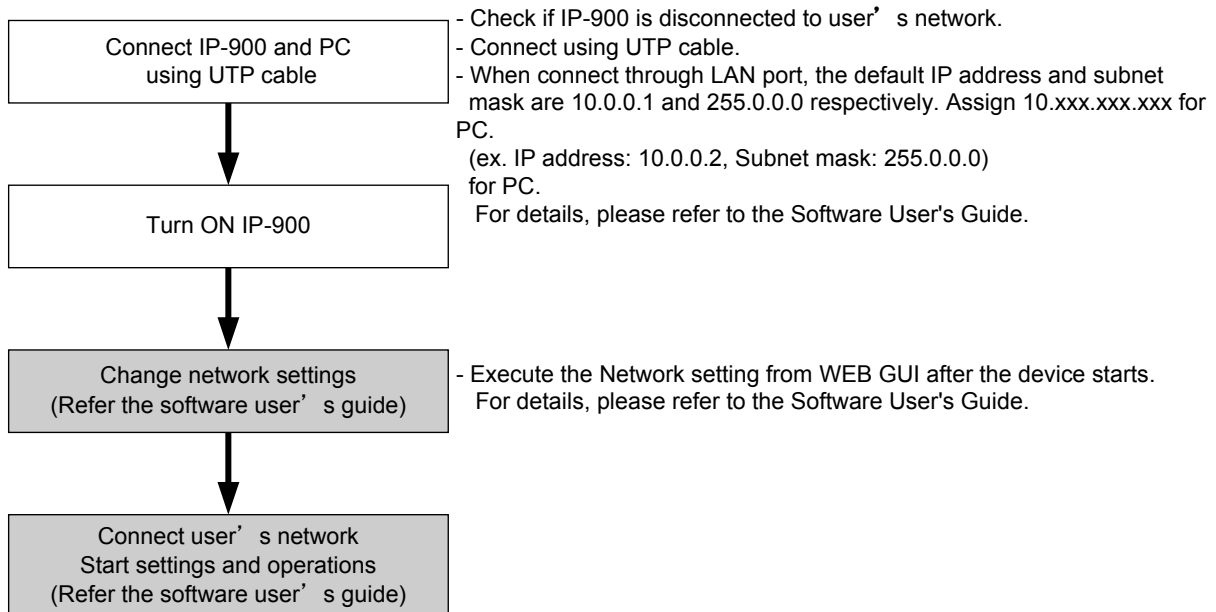 Connect IP-900 and PC
using UTP cable
- Check if IP-900 is disconnected to user’s network.
- Connect using UTP cable.
- When connect through LAN port, the default IP address and subnet
mask are 10.0.0.1 and 255.0.0.0 respectively. Assign 10.xxx.xxx.xxx for
PC.
(ex. IP address: 10.0.0.2, Subnet mask: 255.0.0.0)
for PC.
For details, please refer to the Software User's Guide.
Turn ON IP-900
Change network settings
(Refer the software user’s guide)
- Execute the Network setting from WEB GUI after the device starts.
For details, please refer to the Software User's Guide.
Connect user’s network
Start settings and operations
(Refer the software user’s guide)